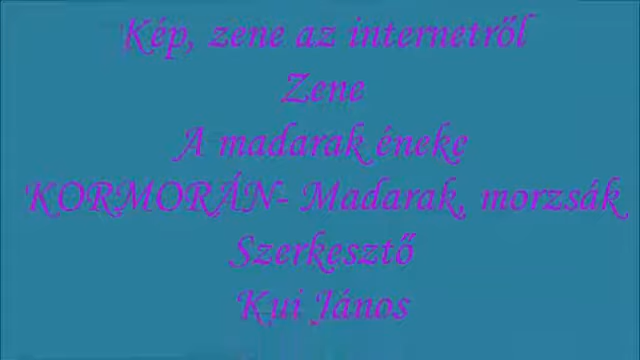 Kép, zene az internetről
Zene
A madarak éneke
KORMORÁN- Madarak, morzsák
Szerkesztő
Kui János